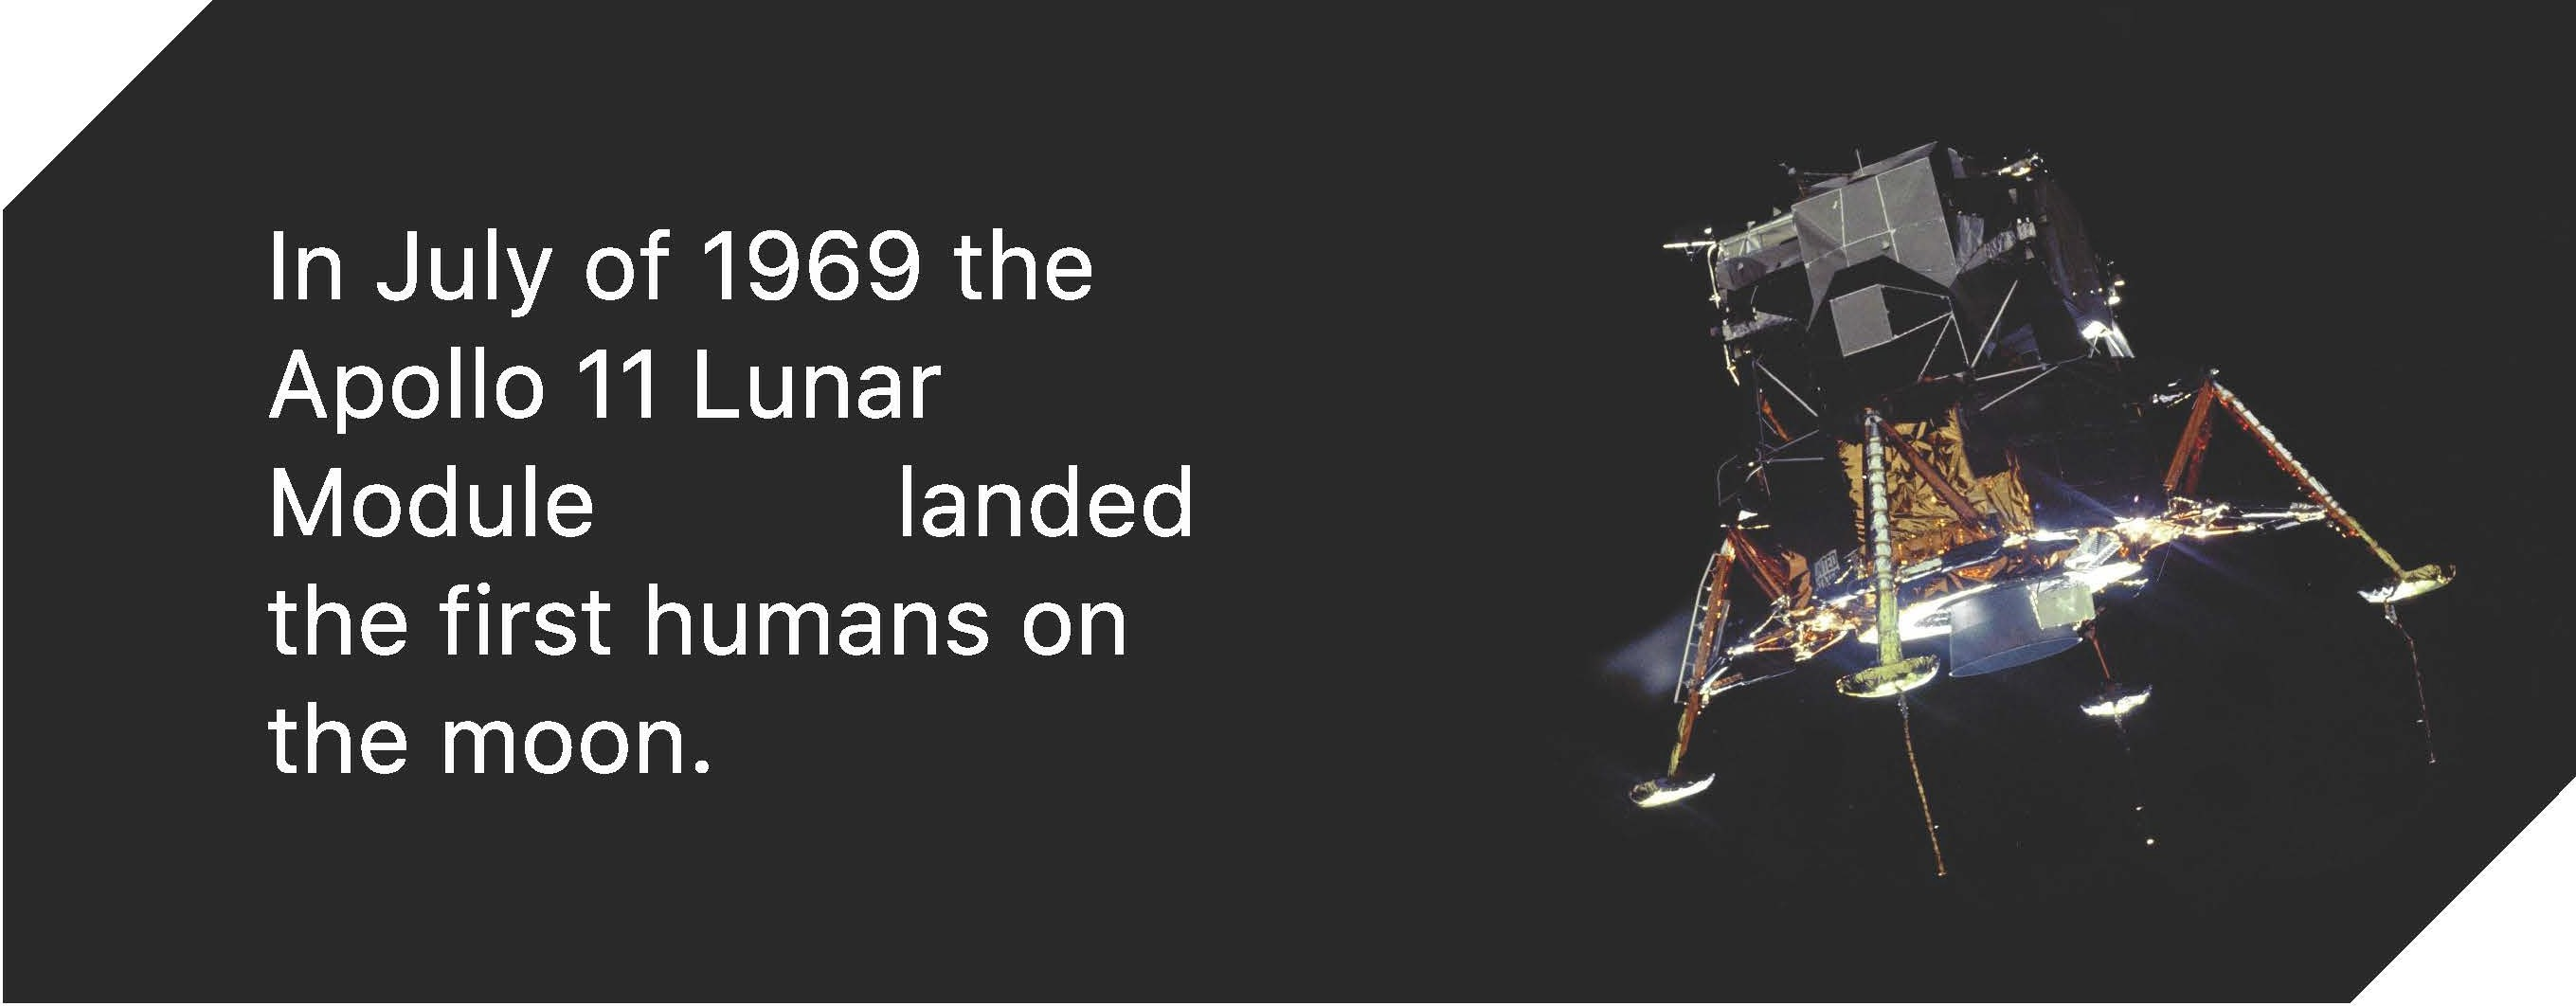 In July of 1969 the
Apollo 11 Lunar
Module landed
the first humans on
the moon.